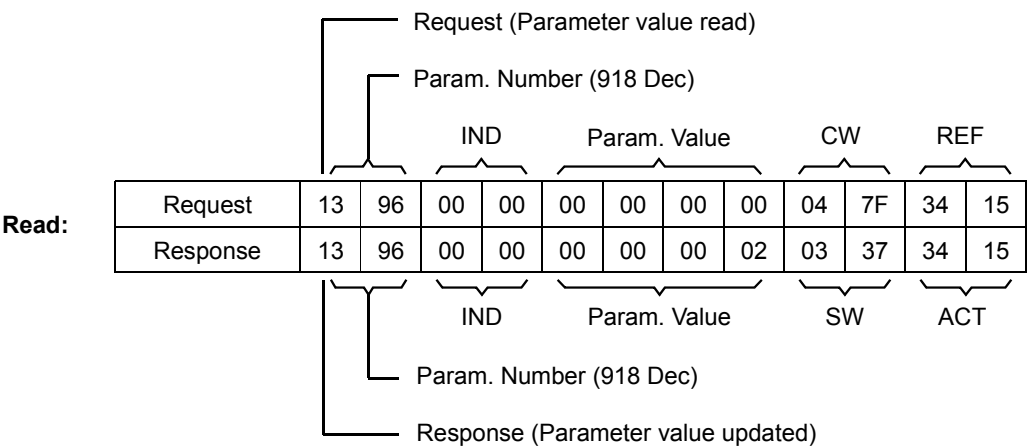 Request (Parameter value read)
Param. Number (918 Dec)
IND Param. Value CW REF
Read:
Request 13 96 00 00 00 00 00 00 04 7F 34 15
Response 13 96 00 00 00 00 00 02 03 37 34 15
IND Param. Value SW ACT
Param. Number (918 Dec)
Response (Parameter value updated)